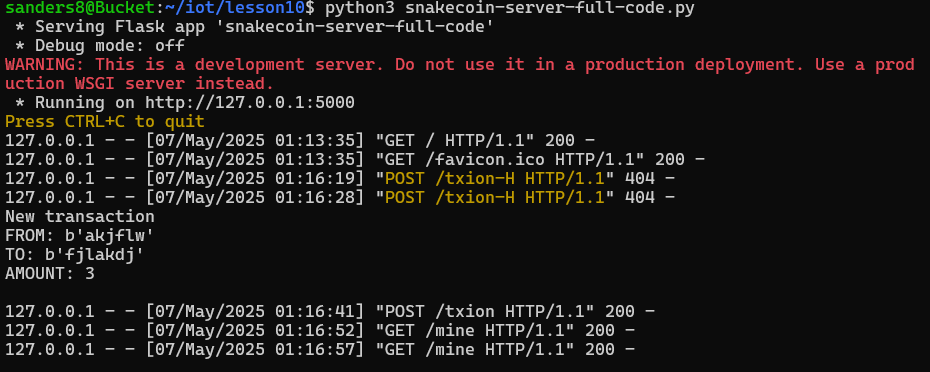 sanders8@Bucket:~/iot/lesson10$ python3 snakecoin-server-full-code.py
 * Serving Flask app 'snakecoin-server-full-code'
 * Debug mode: off
WARNING: This is a development server. Do not use it in a production deployment. Use a prod
uction WSGI server instead.
 * Running on http://127.0.0.1:5000
Press CTRL+C to quit
127.0.0.1 - - [07/May/2025 01:13:35] "GET / HTTP/1.1" 200 -
127.0.0.1 - - [07/May/2025 01:13:35] "GET /favicon.ico HTTP/1.1" 200 -
127.0.0.1 - - [07/May/2025 01:16:19] "POST /txion-H HTTP/1.1" 404 -
127.0.0.1 - - [07/May/2025 01:16:28] "POST /txion-H HTTP/1.1" 404 -
New transaction
FROM: b'akjflw'
TO: b'fjlakdj'
AMOUNT: 3
127.0.0.1 - - [07/May/2025 01:16:41] "POST /txion HTTP/1.1" 200 -
127.0.0.1 - - [07/May/2025 01:16:52] "GET /mine HTTP/1.1" 200 -
127.0.0.1 - - [07/May/2025 01:16:57] "GET /mine HTTP/1.1" 200 -